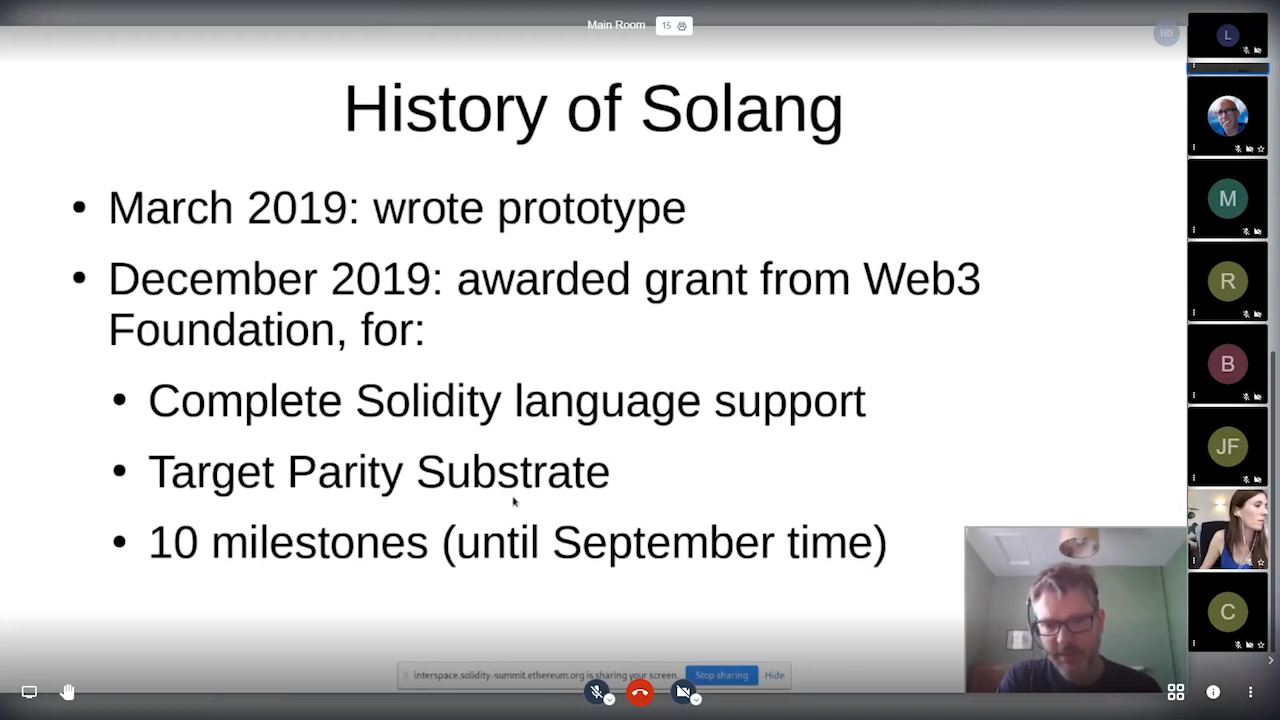 Main Room 15
HD
L
History of Solang
• March 2019: wrote prototype
M
• December 2019: awarded grant from Web3
Foundation, for:
R
• Complete Solidity language support
B
• Target Parity Substrate
JF
• 10 milestones (until September time)
C
interspace.solidity-summit.ethereum.org is sharing your screen. Stop sharing Hide